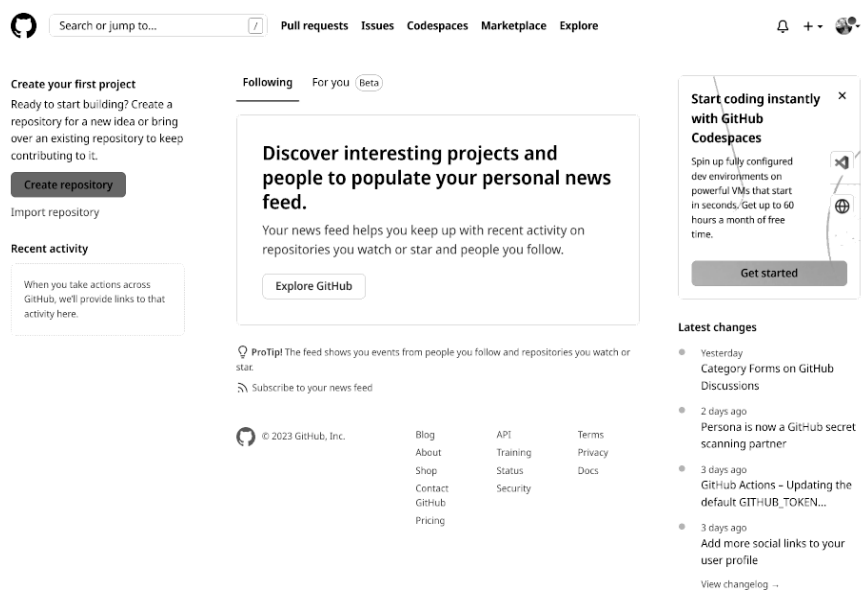 Search or jump to...
/
Pull requests
Issues
Codespaces
Marketplace
Explore
Create your first project
Ready to start building? Create a
repository for a new idea or bring
over an existing repository to keep
contributing to it.
Create repository
Import repository
Recent activity
When you take actions across
GitHub, we'll provide links to that
activity here.
Following
For you
Beta
Discover interesting projects and
people to populate your personal news
feed.
Your news feed helps you keep up with recent activity on
repositories you watch or star and people you follow.
Explore GitHub
ProTip! The feed shows you events from people you follow and repositories you watch or
star.
Subscribe to your news feed
© 2023 GitHub, Inc.
Blog
About
Shop
Contact
GitHub
Pricing
API
Training
Status
Security
Terms
Privacy
Docs
Start coding instantly
with GitHub
Codespaces
Spin up fully configured
dev environments on
powerful VMs that start
in seconds. Get up to 60
hours a month of free
time.
Get started
Latest changes
Yesterday
Category Forms on GitHub
Discussions
2 days ago
Persona is now a GitHub secret
scanning partner
3 days ago
GitHub Actions – Updating the
default GITHUB_TOKEN...
3 days ago
Add more social links to your
user profile
View changelog →